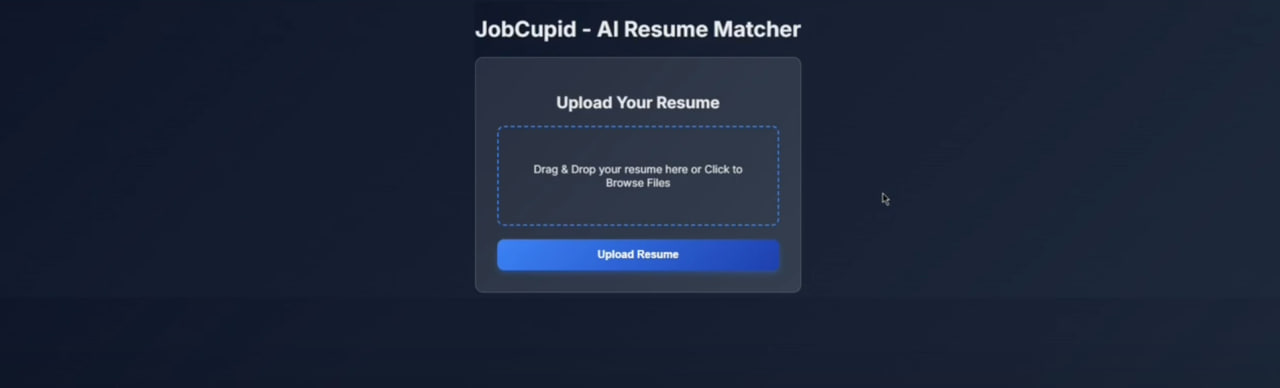 JobCupid - AI Resume Matcher
Upload Your Resume
Drag & Drop your resume here or Click to
Browse Files
Upload Resume